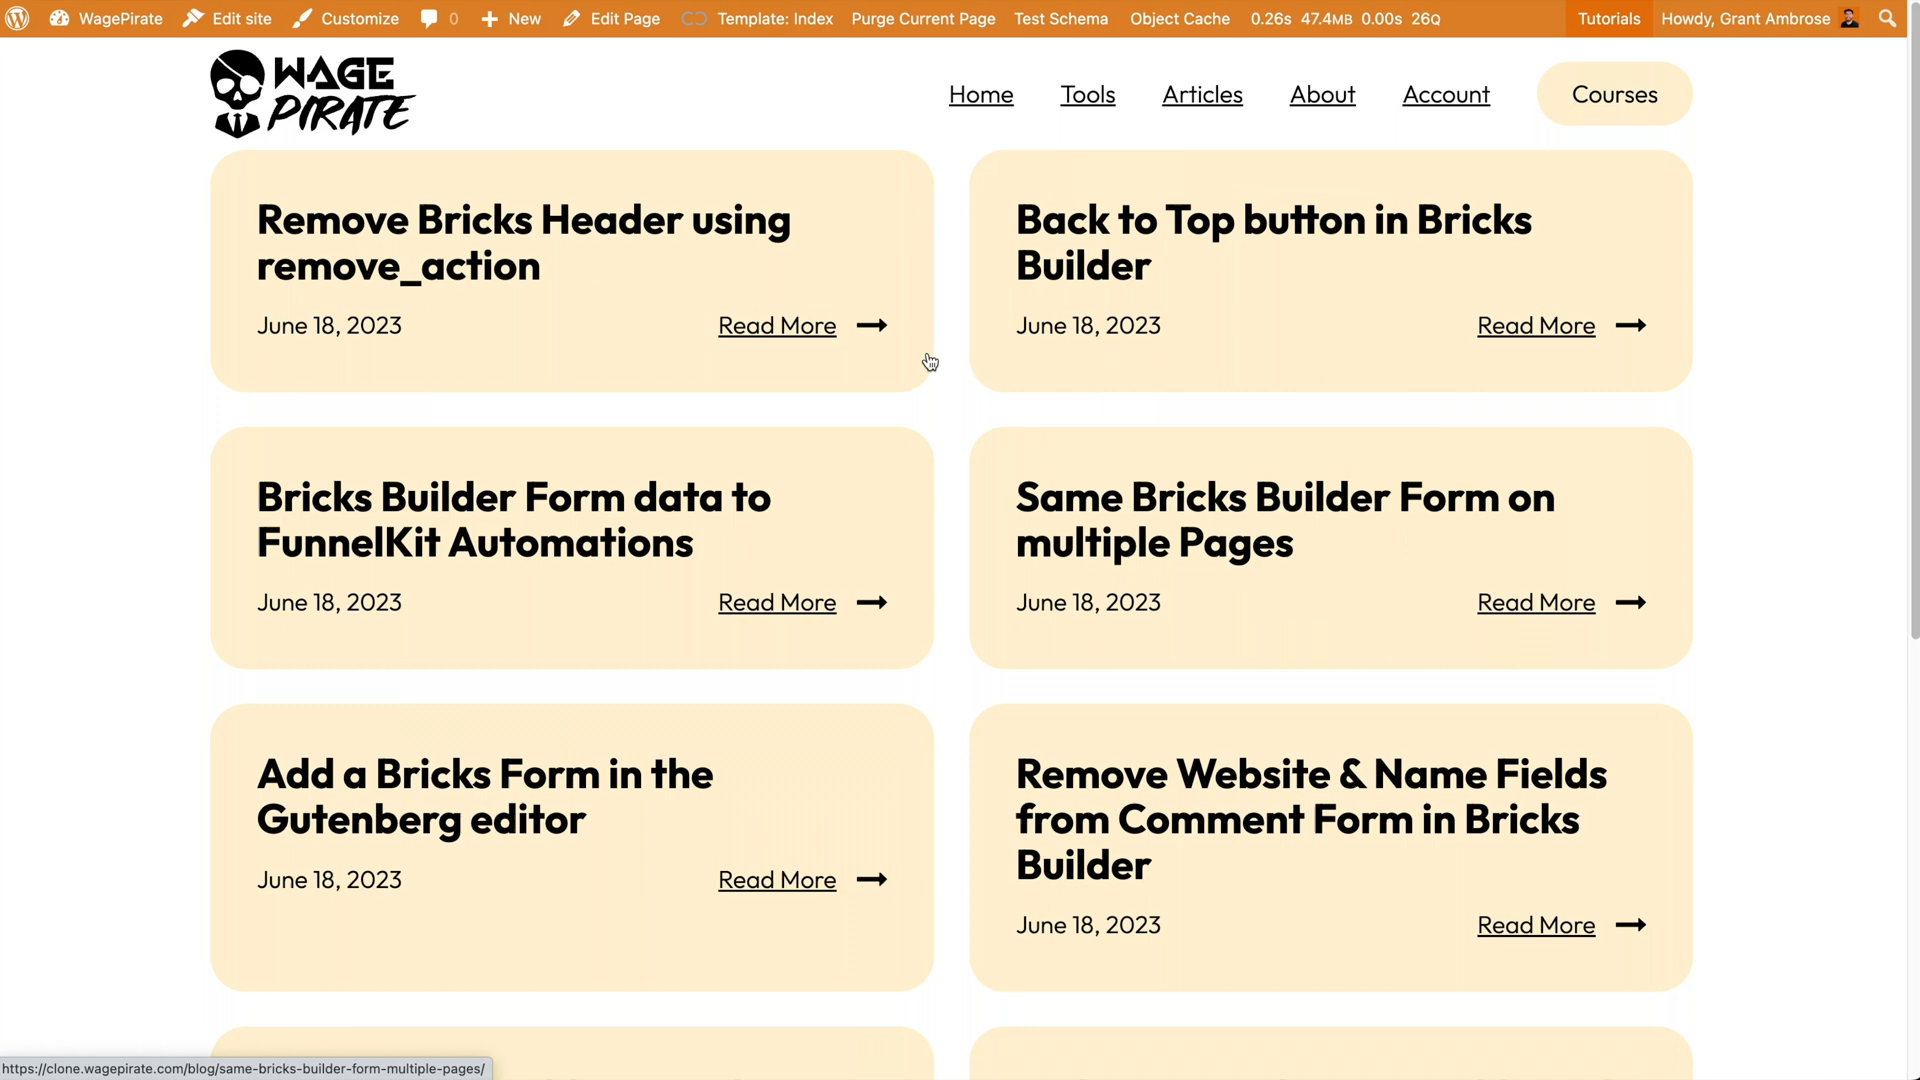 WagePirate Edit site Customize 0 New Edit Page Template: Index Purge Current Page Test Schema Object Cache 0.26s 47.4MB 0.00s 26Q Tutorials Howdy, Grant Ambrose
WAGE
PIRATE
Home Tools Articles About Account Courses
Remove Bricks Header using
remove_action
June 18, 2023 Read More
Back to Top button in Bricks
Builder
June 18, 2023 Read More
Bricks Builder Form data to
FunnelKit Automations
June 18, 2023 Read More
Same Bricks Builder Form on
multiple Pages
June 18, 2023 Read More
Add a Bricks Form in the
Gutenberg editor
June 18, 2023 Read More
Remove Website & Name Fields
from Comment Form in Bricks
Builder
June 18, 2023 Read More
https://clone.wagepirate.com/blog/same-bricks-builder-form-multiple-pages/